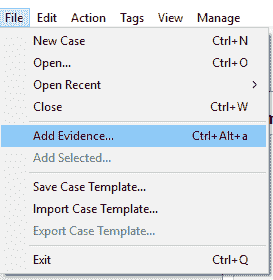 File Edit Action Tags View Manage
New Case Ctrl+N
Open... Ctrl+O
Open Recent
Close Ctrl+W
Add Evidence... Ctrl+Alt+a
Add Selected...
Save Case Template...
Import Case Template...
Export Case Template...
Exit Ctrl+Q